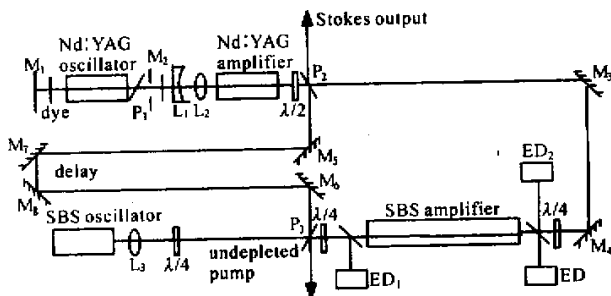 Stokes output
Nd:YAG oscillator
Nd:YAG amplifier
M₁
dye
P₁
M₂
L₁
L₂
λ/2
P₂
M₃
M₇
delay
M₅
M₈
M₆
ED₂
SBS oscillator
L₃
λ/4
undepleted pump
P₃
λ/4
SBS amplifier
λ/4
M₄
ED₁
ED